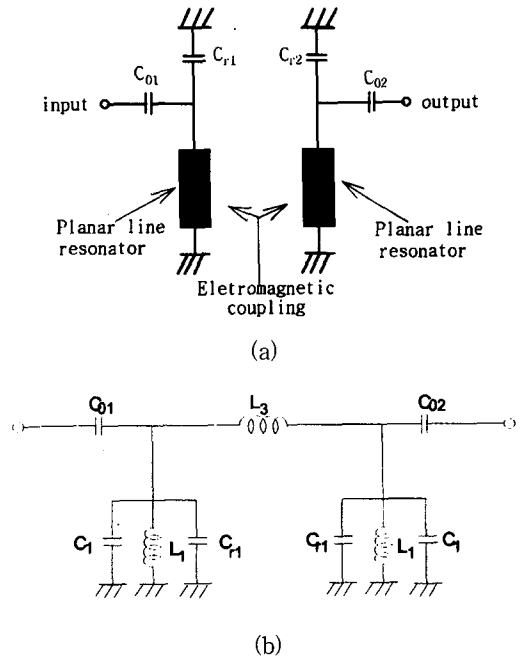 C01
Cr1
Cr2
C02
input
output
Planar line
resonator
Planar line
resonator
Eletromagnetic
coupling
(a)
C01
L3
C02
C1
L1
Cr1
Cr1
L1
C1
(b)